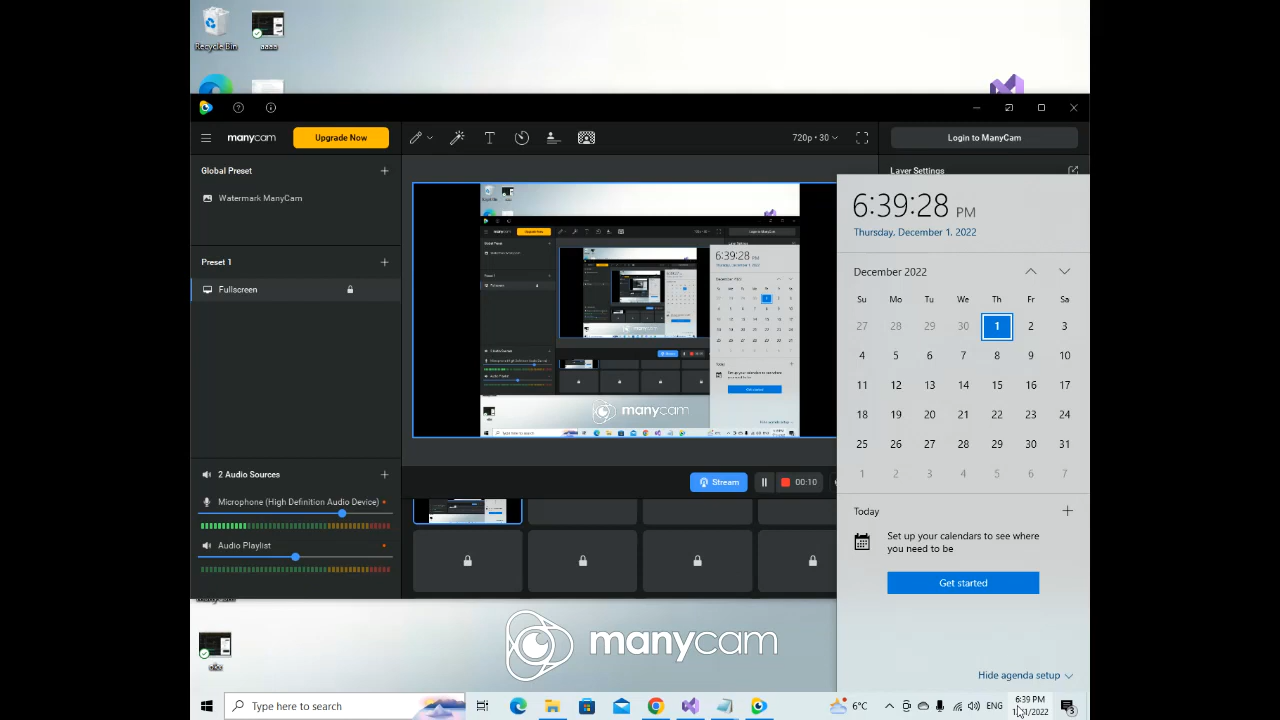 Recycle Bin
aaaa
manycam
Upgrade Now
720p • 30
Login to ManyCam
Global Preset
Watermark ManyCam
Layer Settings
Preset 1
Fullscreen
6:39:28 PM
Thursday, December 1, 2022
December 2022
Su Mo Tu We Th Fr Sa
27 28 29 30 1 2 3
4 5 6 7 8 9 10
11 12 13 14 15 16 17
18 19 20 21 22 23 24
25 26 27 28 29 30 31
1 2 3 4 5 6 7
manycam
2 Audio Sources
Microphone (High Definition Audio Device)
Audio Playlist
Stream
00:10
Today
Set up your calendars to see where
you need to be
Get started
Hide agenda setup
manycam
Type here to search
6°C
ENG
6:39 PM
3